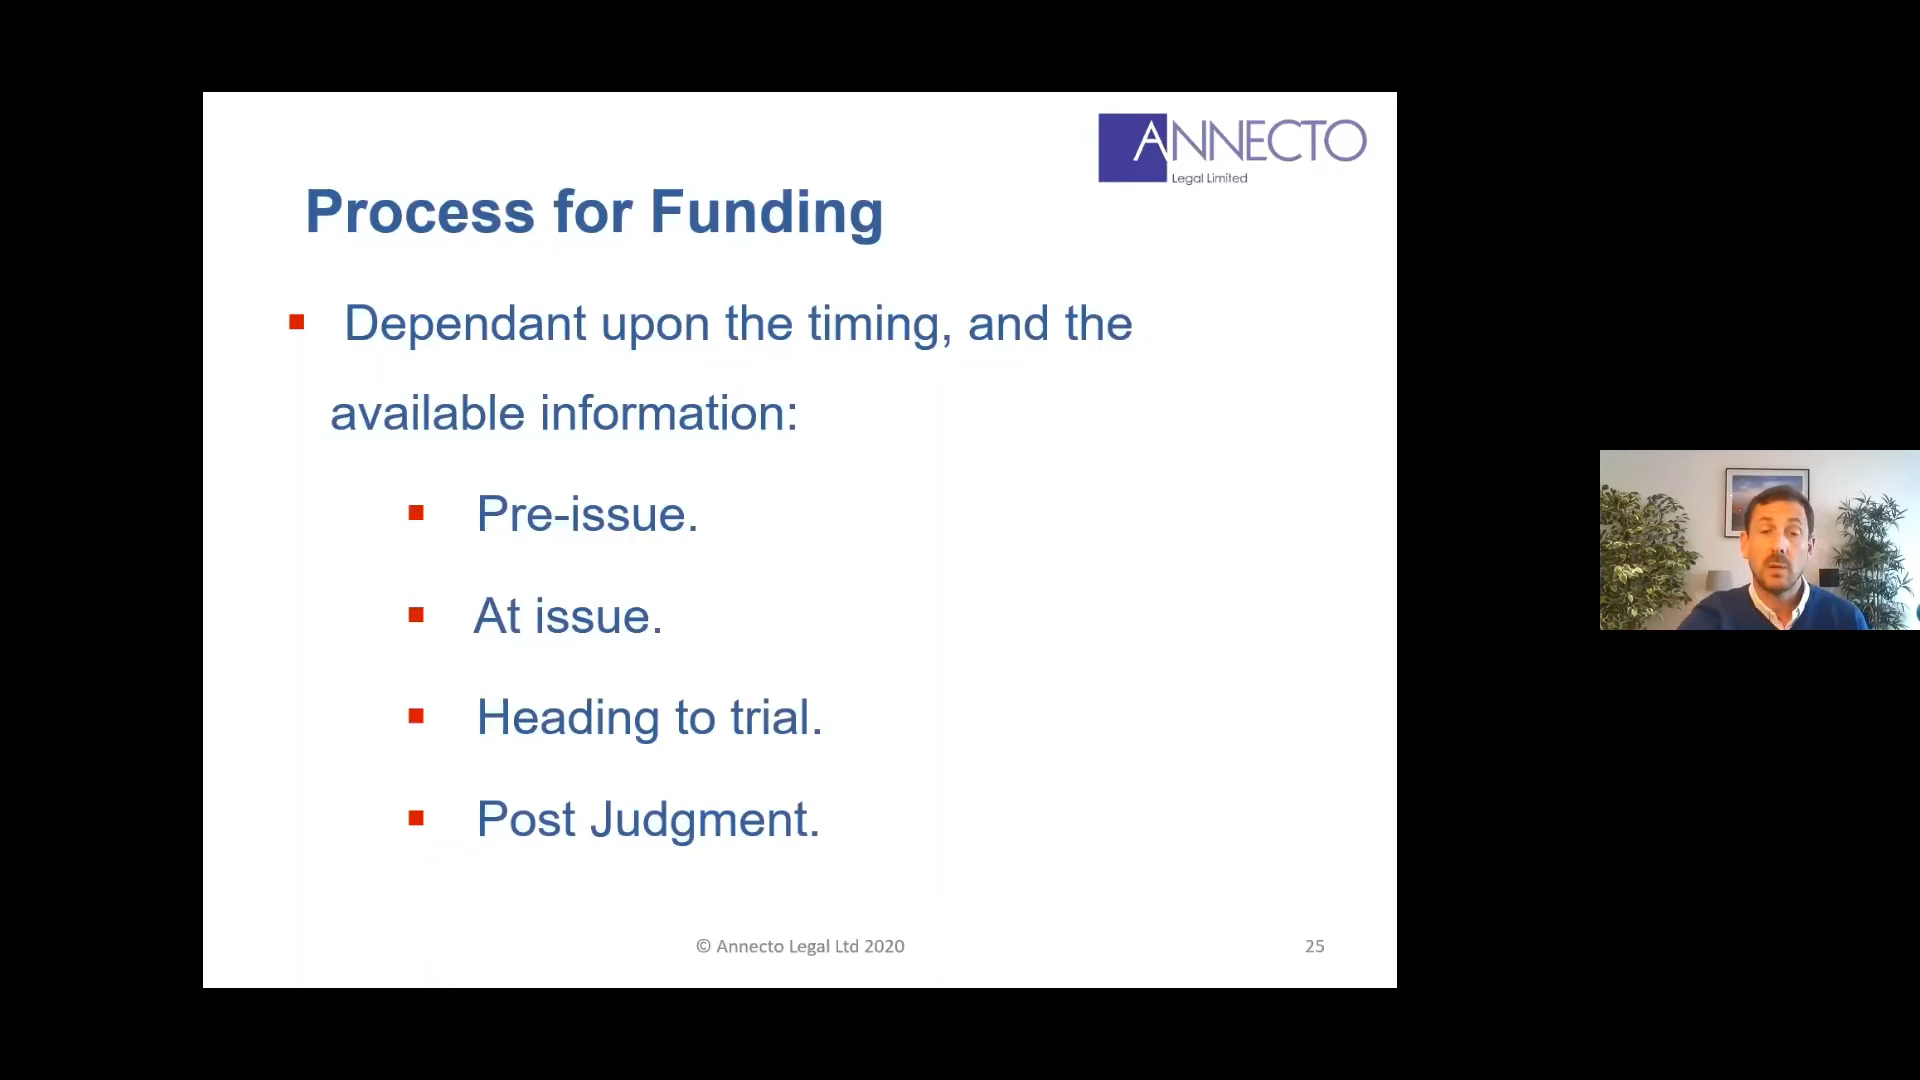 ANNECTO
Legal Limited
Process for Funding
Dependant upon the timing, and the
available information:
Pre-issue.
At issue.
Heading to trial.
Post Judgment.
© Annecto Legal Ltd 2020
25